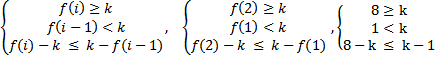 f(i) ≥ k        f(2) ≥ k        8 ≥ k
f(i − 1) < k ,  f(1) < k ,  1 < k
f(i) − k ≤ k − f(i − 1)    f(2) − k ≤ k − f(1)    8 − k ≤ k − 1